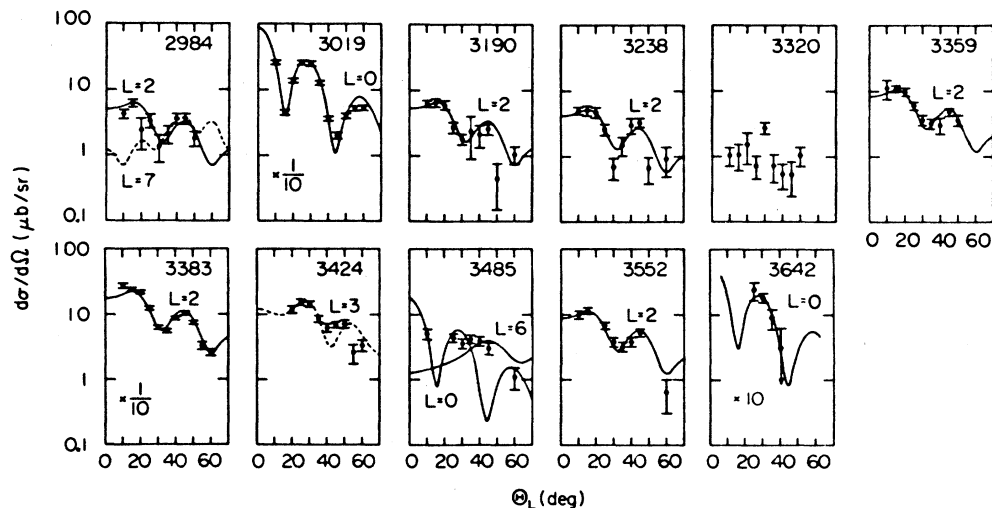 100
10
1
0.1
dσ/dΩ (μb/sr)
2984
L=2
L=7
3019
L=0
× 1/10
3190
L=2
3238
L=2
3320
3359
L=2
0 20 40 60
100
10
1
0.1
3383
L=2
× 1/10
0 20 40 60
3424
L=3
0 20 40 60
3485
L=6
L=0
0 20 40 60
3552
L=2
0 20 40 60
3642
L=0
× 10
0 20 40 60
Θ_L (deg)